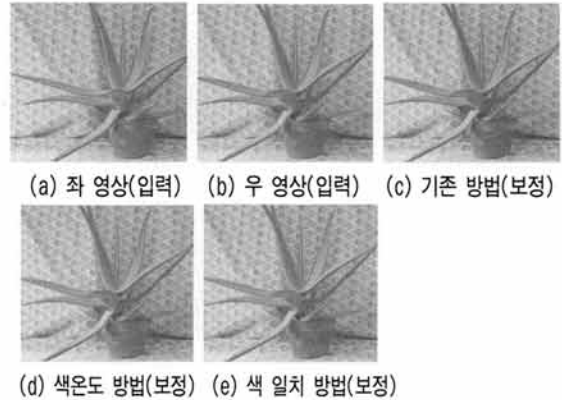 (a) 좌 영상(입력) (b) 우 영상(입력) (c) 기존 방법(보정)
(d) 색온도 방법(보정) (e) 색 일치 방법(보정)